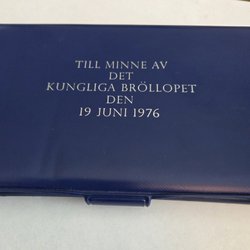 TILL MINNE AV
DET
KUNGLIGA BRÖLLOPET
DEN
19 JUNI 1976